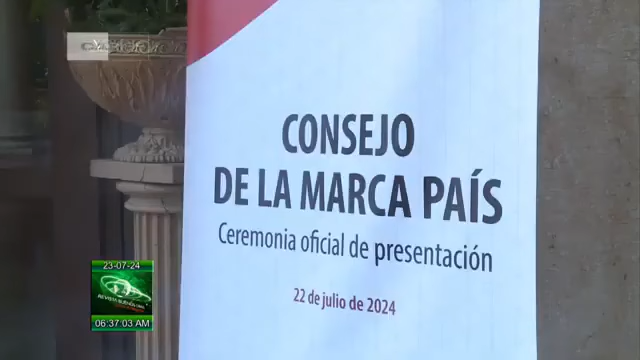 CONSEJO
DE LA MARCA PAÍS
Ceremonia oficial de presentación
22 de julio de 2024
23-07-24
06:37:03 AM